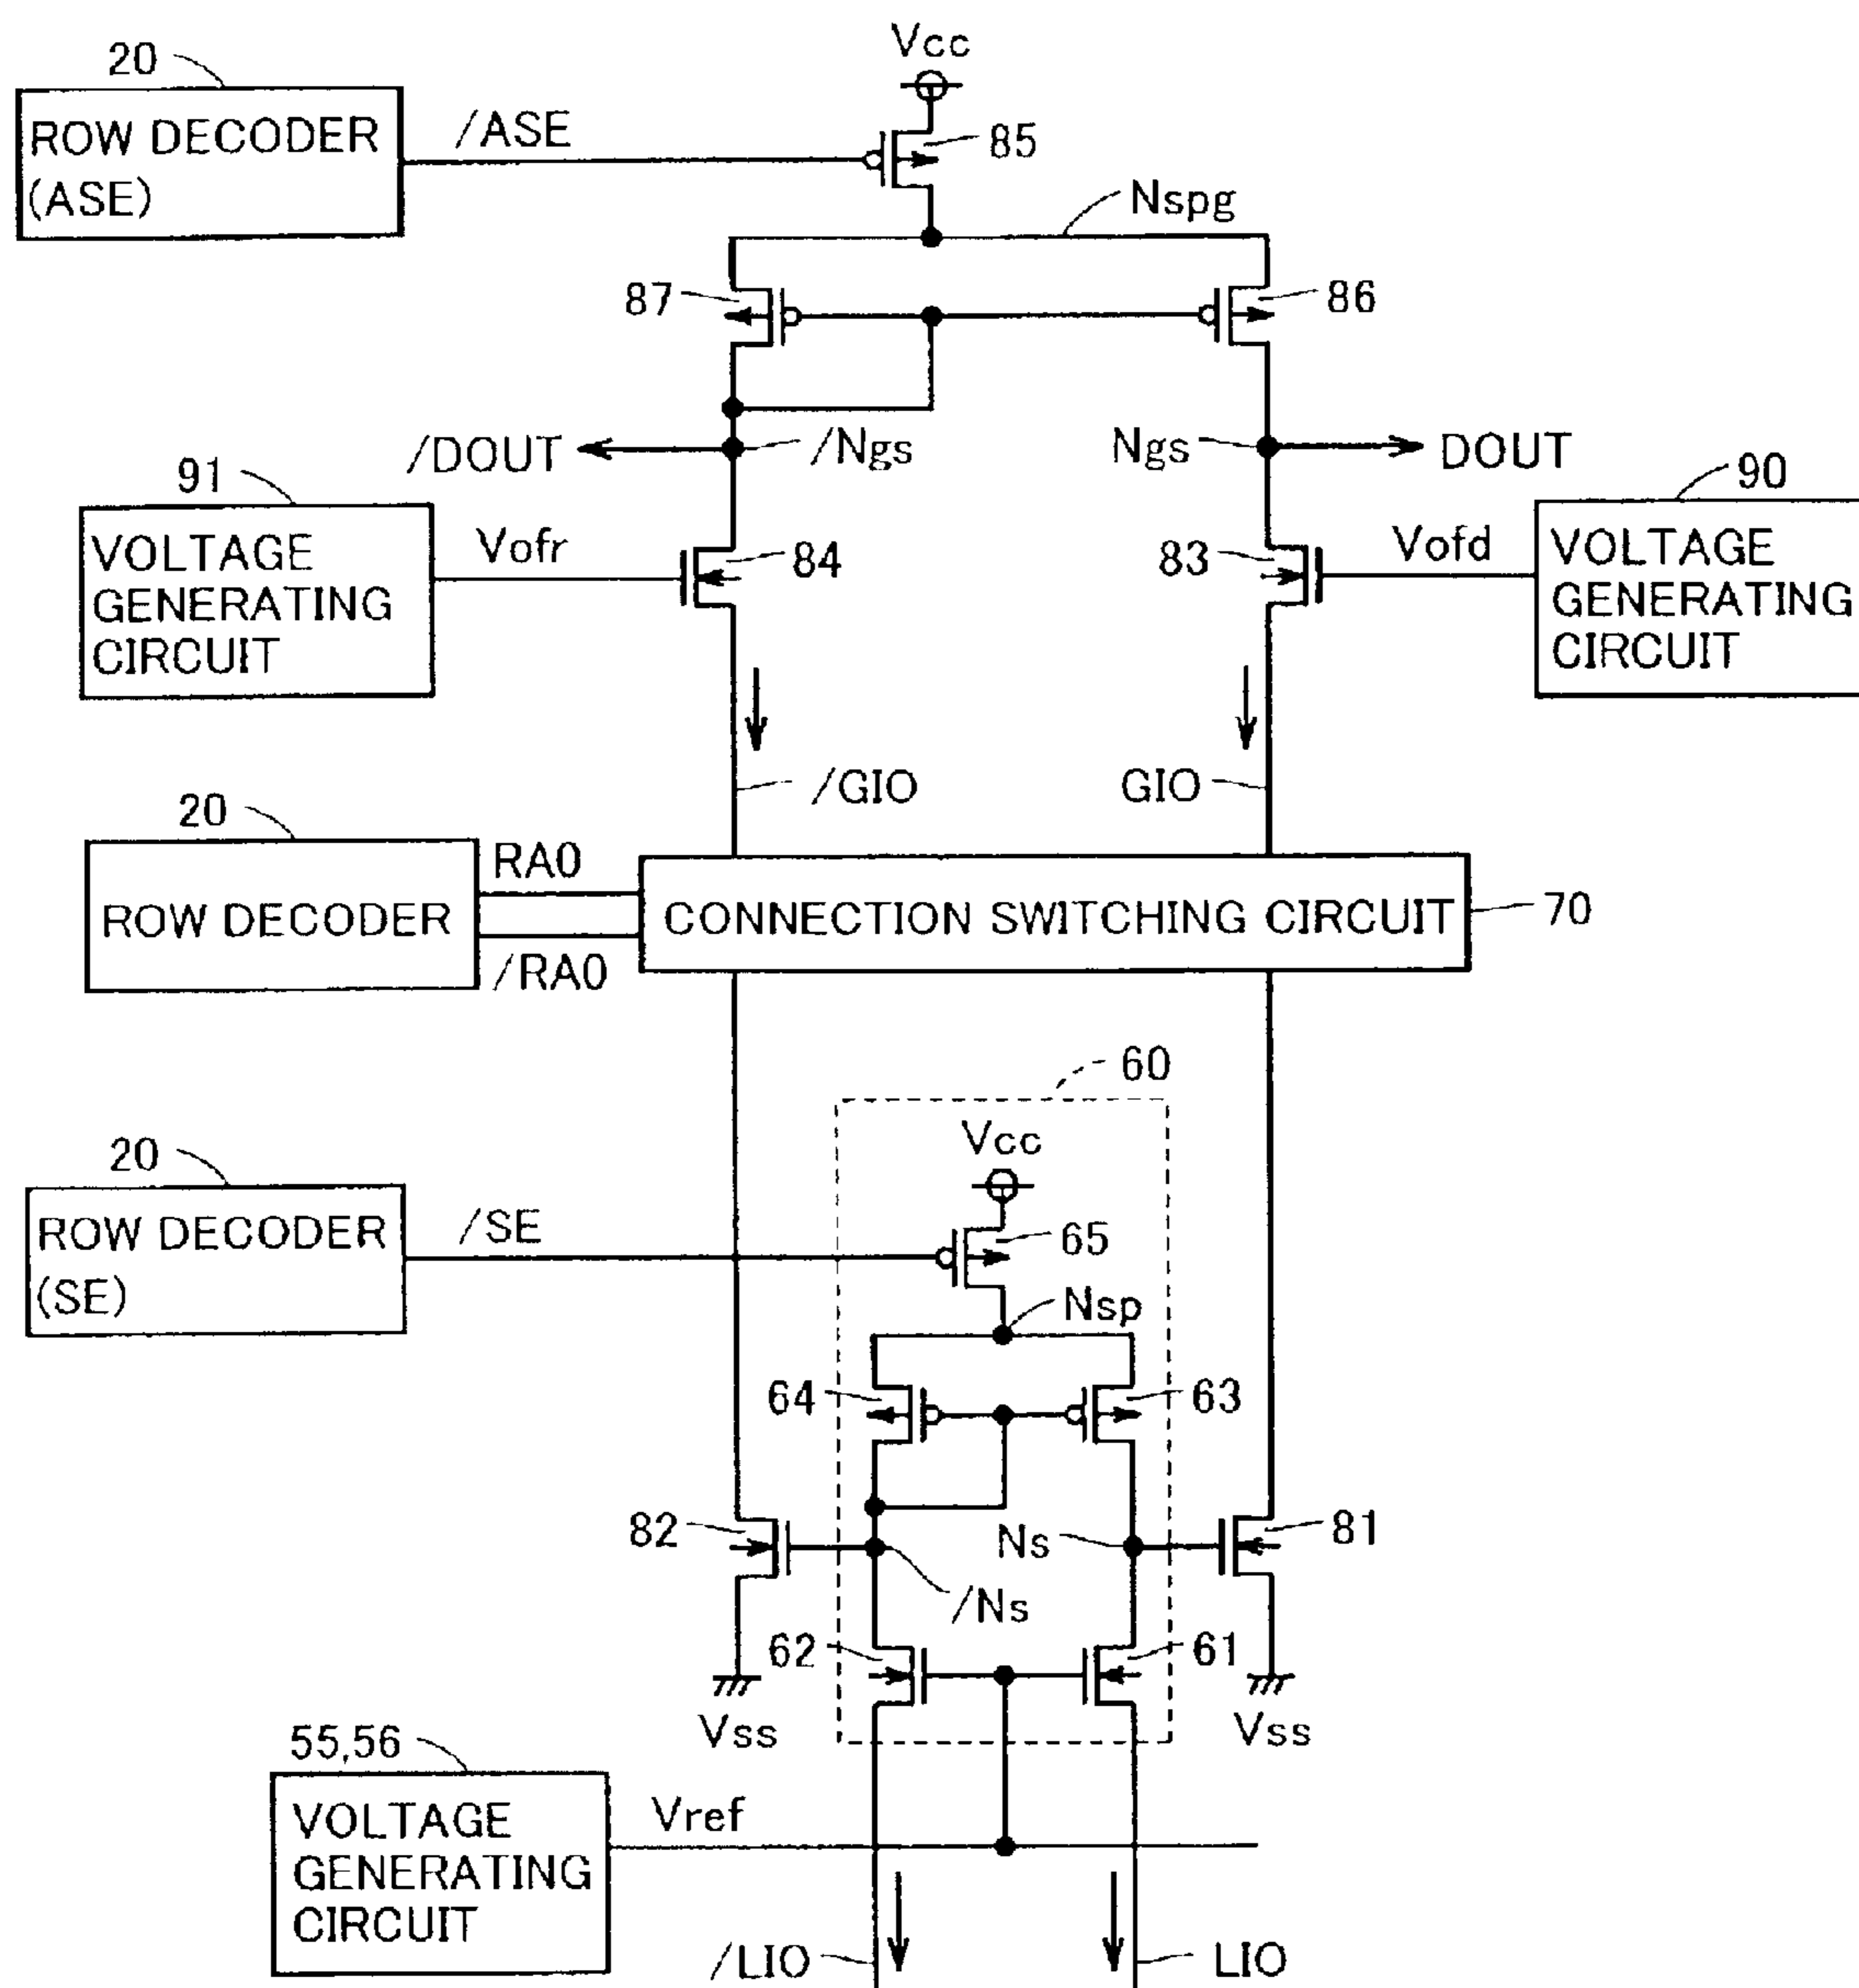 Vcc
20
ROW DECODER
(ASE)
/ASE
85
Nspg
87
86
/DOUT
/Ngs
Ngs
DOUT
91
VOLTAGE
GENERATING
CIRCUIT
Vofr
84
83
Vofd
90
VOLTAGE
GENERATING
CIRCUIT
/GIO
GIO
20
ROW DECODER
RA0
/RA0
CONNECTION SWITCHING CIRCUIT
70
60
Vcc
20
ROW DECODER
(SE)
/SE
65
Nsp
64
63
82
Ns
81
/Ns
62
61
Vss
Vss
55,56
VOLTAGE
GENERATING
CIRCUIT
Vref
/LIO
LIO